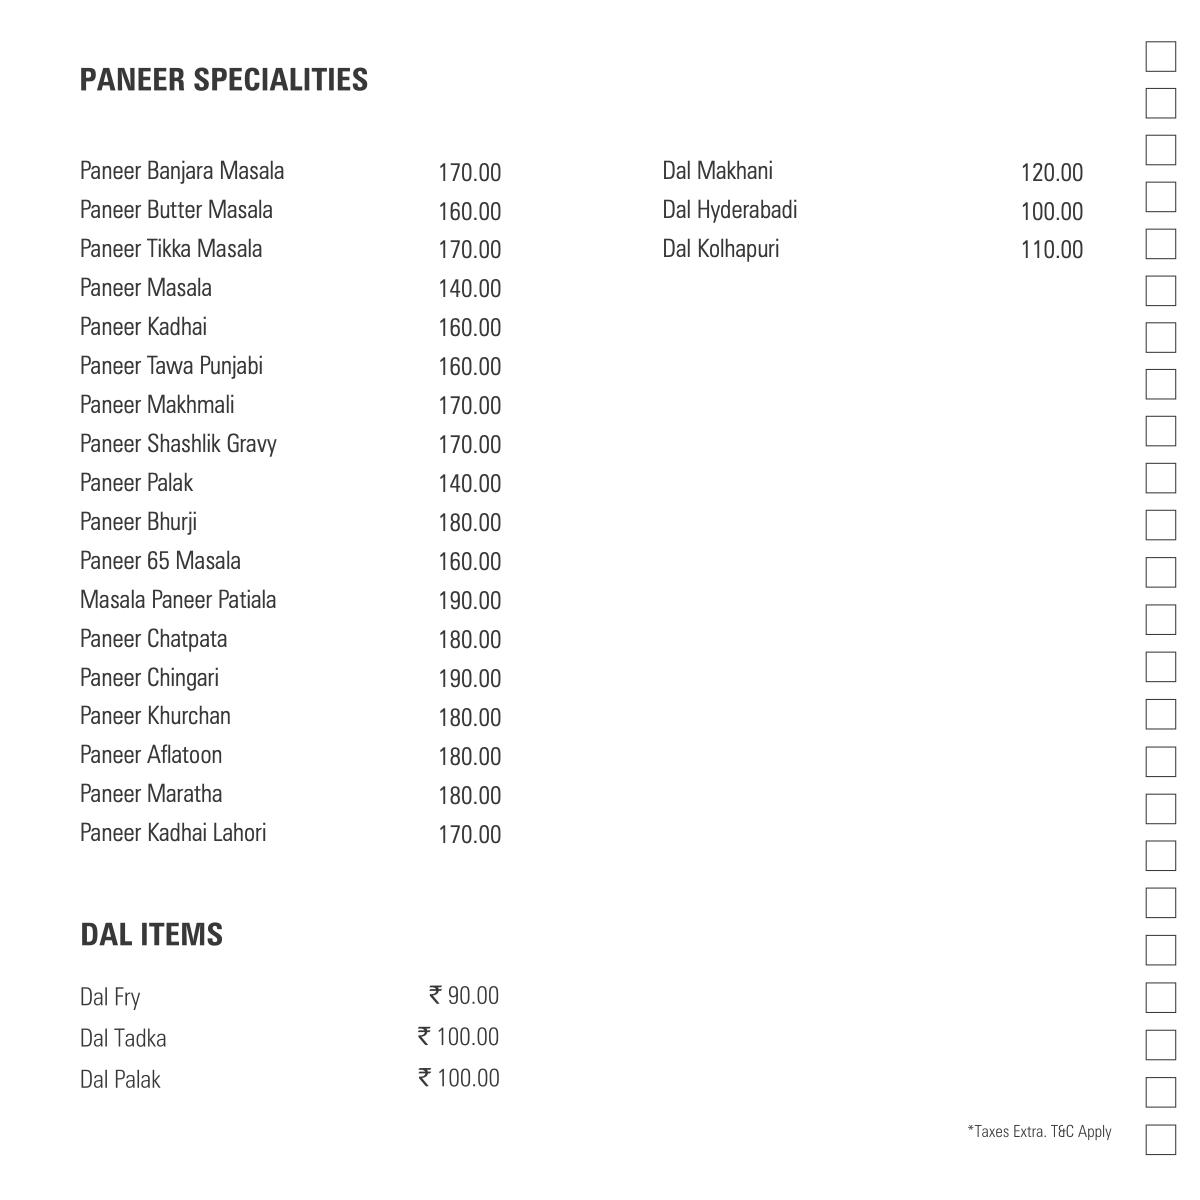 PANEER SPECIALITIES
Paneer Banjara Masala 170.00
Paneer Butter Masala 160.00
Paneer Tikka Masala 170.00
Paneer Masala 140.00
Paneer Kadhai 160.00
Paneer Tawa Punjabi 160.00
Paneer Makhmali 170.00
Paneer Shashlik Gravy 170.00
Paneer Palak 140.00
Paneer Bhurji 180.00
Paneer 65 Masala 160.00
Masala Paneer Patiala 190.00
Paneer Chatpata 180.00
Paneer Chingari 190.00
Paneer Khurchan 180.00
Paneer Aflatoon 180.00
Paneer Maratha 180.00
Paneer Kadhai Lahori 170.00
DAL ITEMS
Dal Fry ₹ 90.00
Dal Tadka ₹ 100.00
Dal Palak ₹ 100.00
Dal Makhani 120.00
Dal Hyderabadi 100.00
Dal Kolhapuri 110.00
*Taxes Extra. T&C Apply